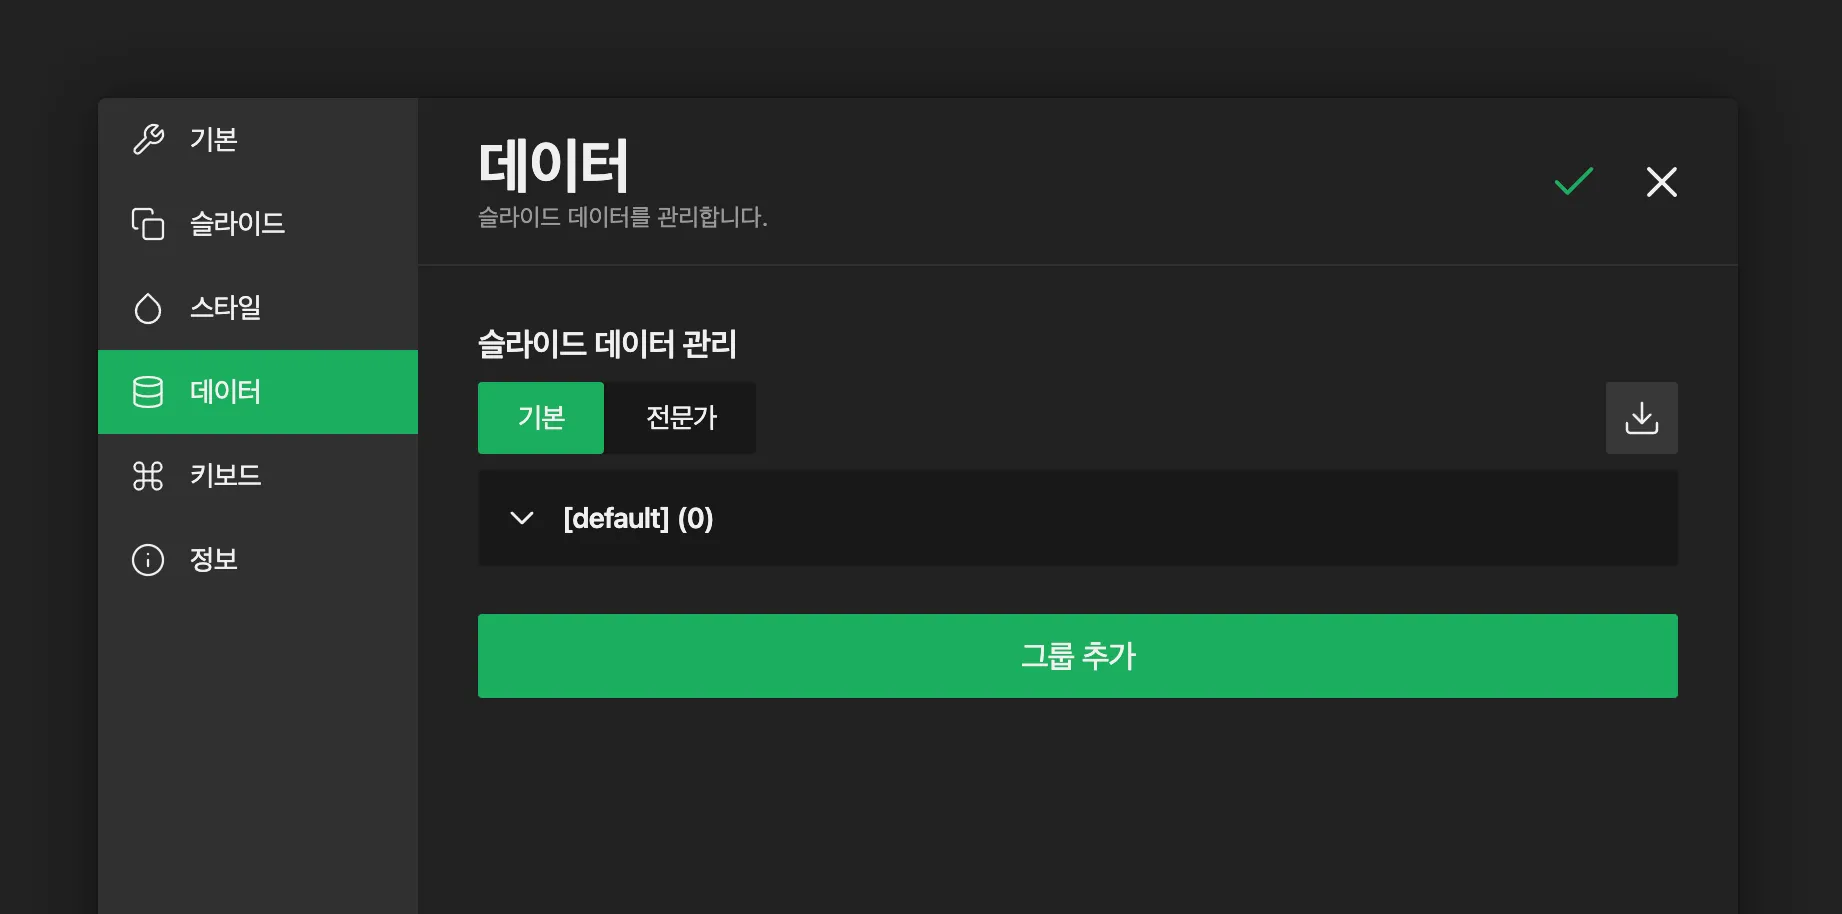 기본
슬라이드
스타일
데이터
키보드
정보
데이터
슬라이드 데이터를 관리합니다.
슬라이드 데이터 관리
기본 전문가
[default] (0)
그룹 추가